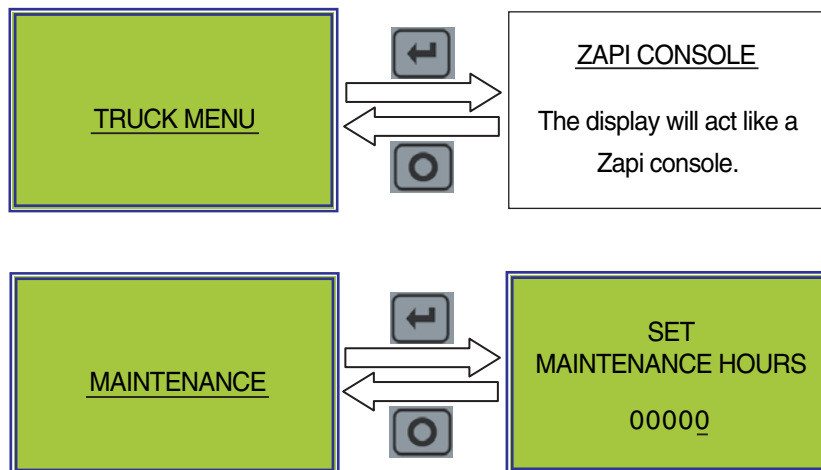 TRUCK MENU
ZAPI CONSOLE
The display will act like a
Zapi console.
MAINTENANCE
SET
MAINTENANCE HOURS
00000